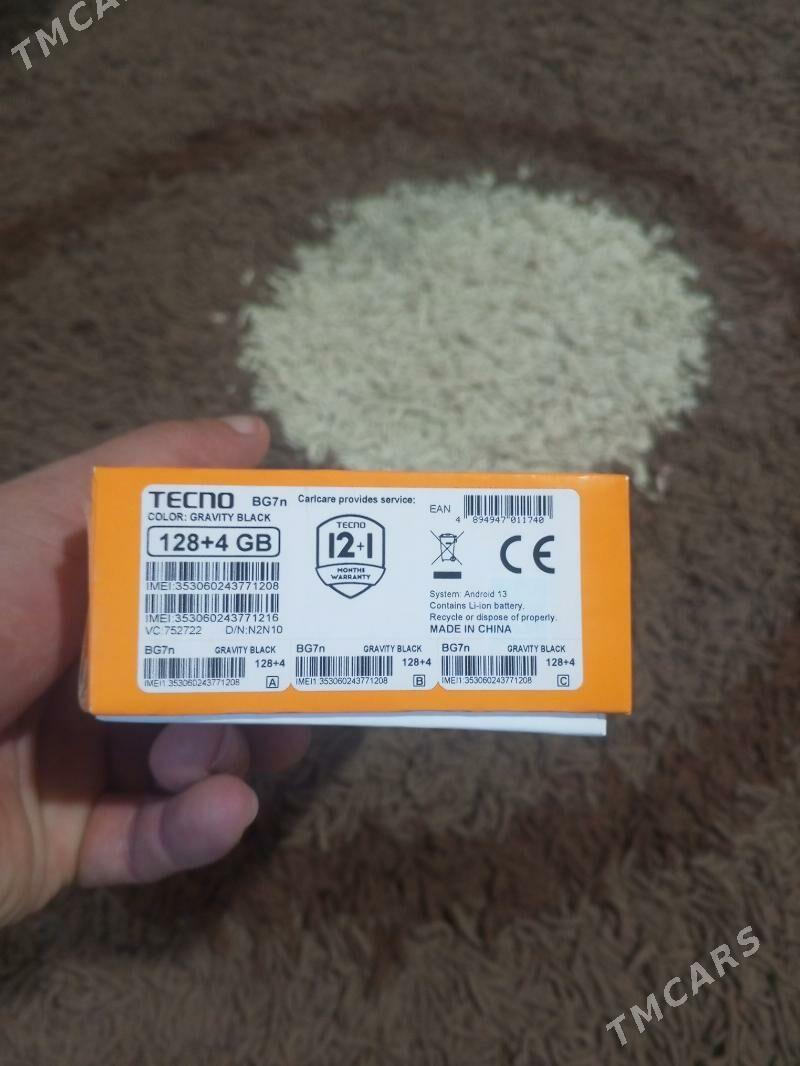 TMCARS
TECNO BG7n
COLOR: GRAVITY BLACK
128+4 GB
IMEI:353060243771208
IMEI:353060243771216
VC:752722 D/N:N2N10
Carlcare provides service:
TECNO
12+1
MONTHS
WARRANTY
EAN
4 894947 011740
CE
System: Android 13
Contains Li-ion battery.
Recycle or dispose of properly.
MADE IN CHINA
BG7n GRAVITY BLACK
128+4
IMEI1:353060243771208 A
BG7n GRAVITY BLACK
128+4
IMEI1:353060243771208 B
BG7n GRAVITY BLACK
128+4
IMEI1:353060243771208 C
TMCARS